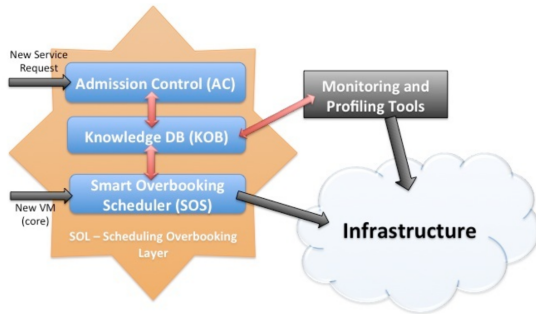 New Service
Request
Admission Control (AC)
Knowledge DB (KOB)
Monitoring and
Profiling Tools
New VM
(core)
Smart Overbooking
Scheduler (SOS)
SOL – Scheduling Overbooking
Layer
Infrastructure